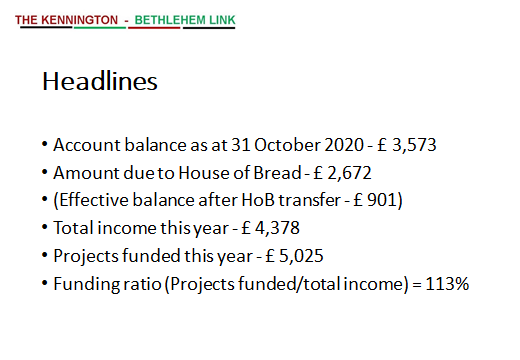 THE KENNINGTON - BETHLEHEM LINK
Headlines
• Account balance as at 31 October 2020 - £ 3,573
• Amount due to House of Bread - £ 2,672
• (Effective balance after HoB transfer - £ 901)
• Total income this year - £ 4,378
• Projects funded this year - £ 5,025
• Funding ratio (Projects funded/total income) = 113%